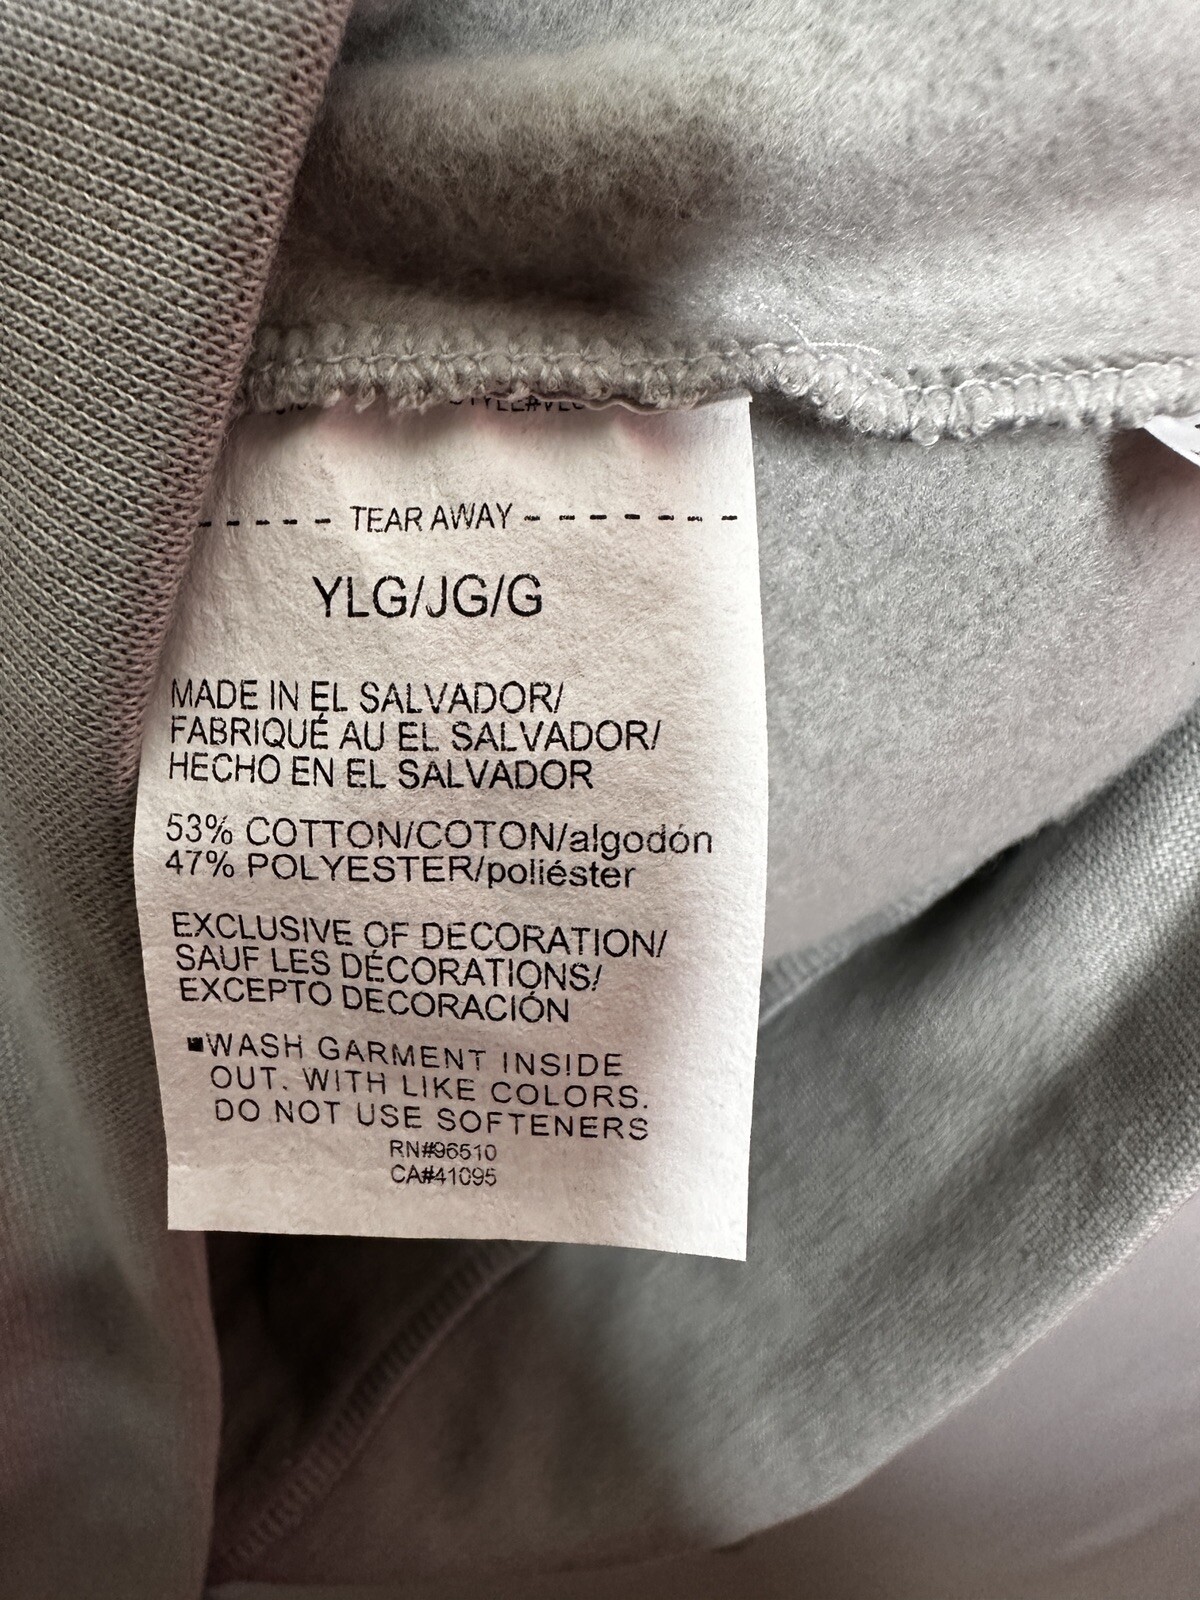 TEAR AWAY
YLG/JG/G
MADE IN EL SALVADOR/
FABRIQUÉ AU EL SALVADOR/
HECHO EN EL SALVADOR
53% COTTON/COTON/algodón
47% POLYESTER/poliéster
EXCLUSIVE OF DECORATION/
SAUF LES DÉCORATIONS/
EXCEPTO DECORACIÓN
▪WASH GARMENT INSIDE
OUT. WITH LIKE COLORS.
DO NOT USE SOFTENERS
RN#96510
CA#41095